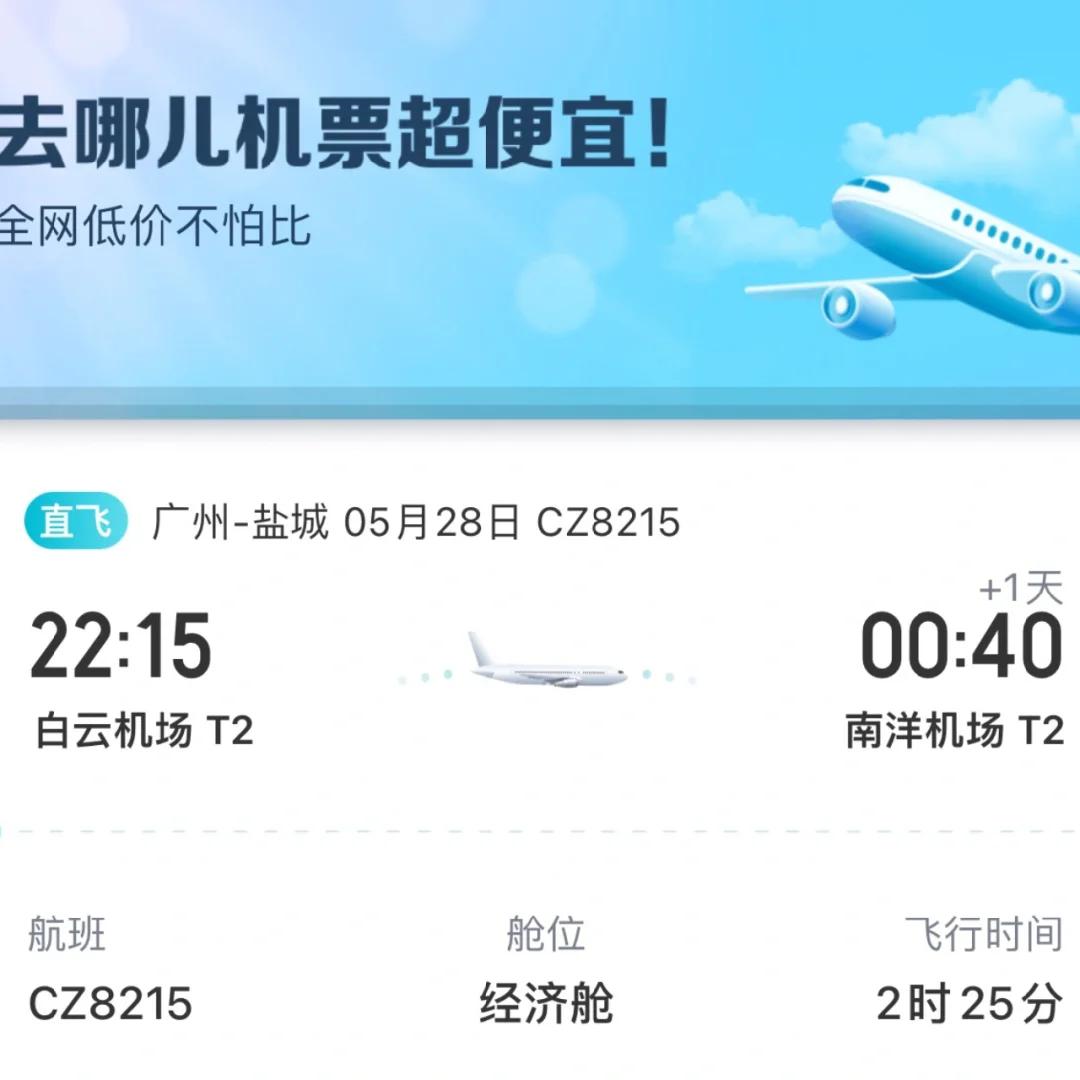 去哪儿机票超便宜!
全网低价不怕比
直飞 广州-盐城 05月28日 CZ8215
+1天
22:15 00:40
白云机场 T2 南洋机场 T2
航班 舱位 飞行时间
CZ8215 经济舱 2时25分